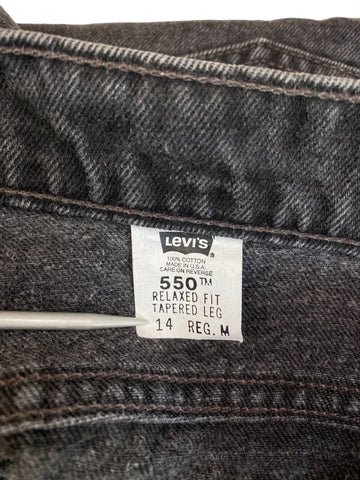 LEVI'S
®
100% COTTON
MADE IN U.S.A.
CARE ON REVERSE
550™
RELAXED FIT
TAPERED LEG
14 REG. M